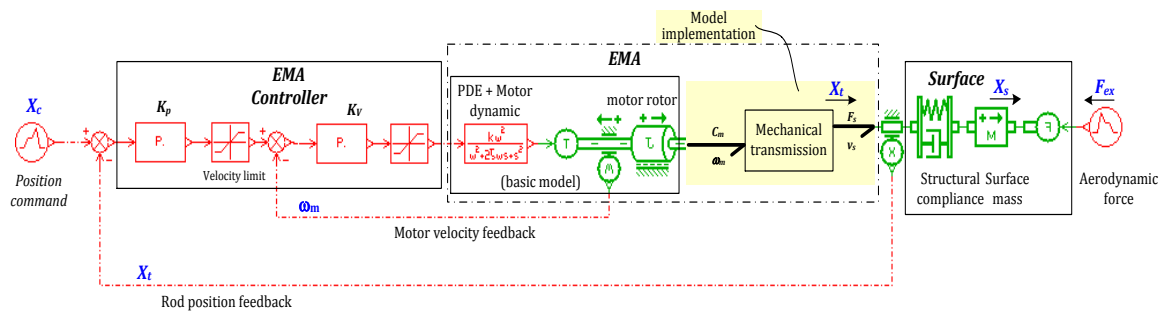 Model
implementation
EMA
EMA
Controller
Surface
X_c
K_p
K_v
PDE + Motor
dynamic
motor rotor
X_t
X_s
F_ex
+
-
P.
+
-
P.
kω²
ω²+2ζωs+s²
T
+
C_m
ω_m
Mechanical
transmission
F_s
v_s
X
+
M
F
Position
command
Velocity limit
(basic model)
Structural Surface
compliance mass
Aerodynamic
force
ω_m
Motor velocity feedback
X_t
Rod position feedback